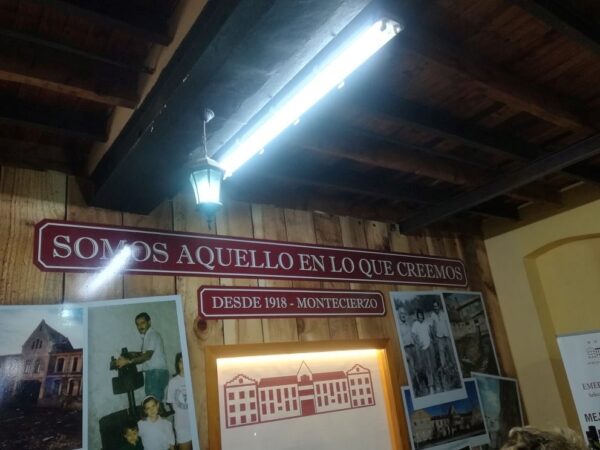 SOMOS AQUELLO EN LO QUE CREEMOS
DESDE 1918 - MONTECIERZO